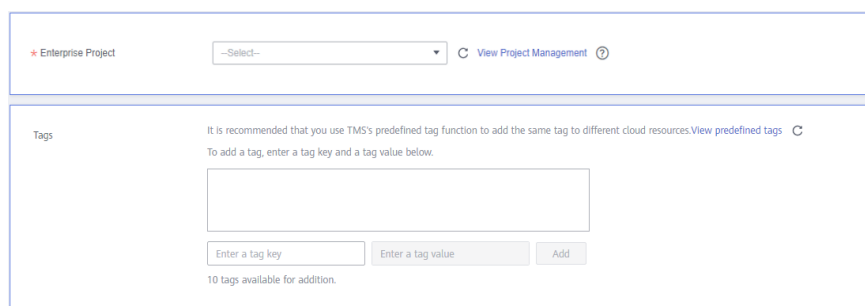 * Enterprise Project --Select-- View Project Management ?
Tags It is recommended that you use TMS's predefined tag function to add the same tag to different cloud resources.View predefined tags
To add a tag, enter a tag key and a tag value below.
Enter a tag key Enter a tag value Add
10 tags available for addition.